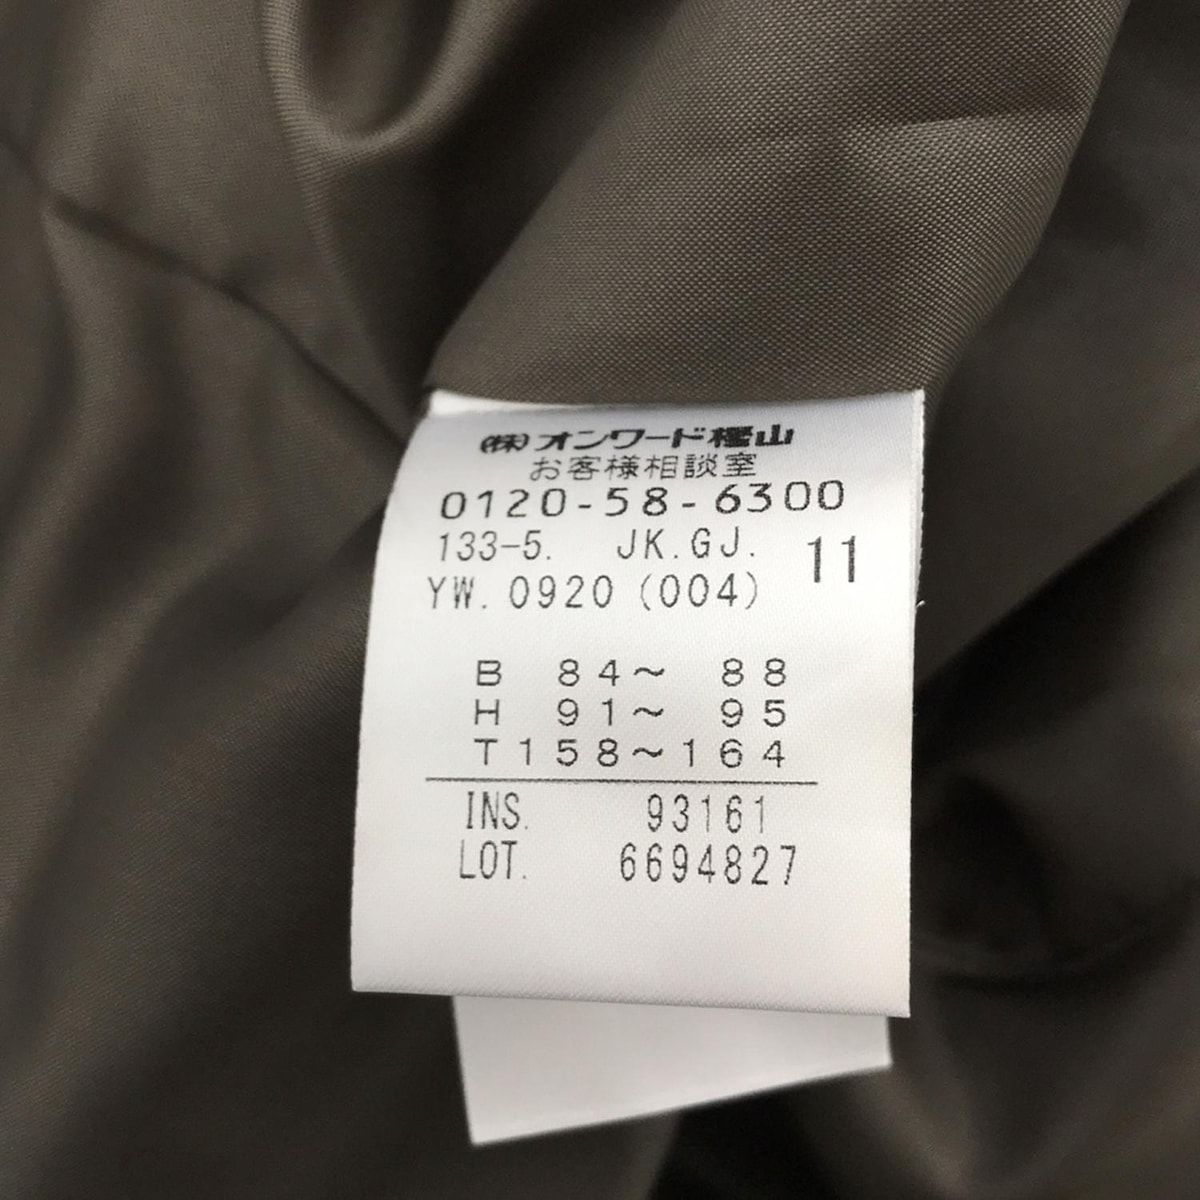 ㈱オンワード樫山
お客様相談室
0120-58-6300
133-5. JK.GJ. 11
YW.0920(004)
B 84～ 88
H 91～ 95
T158～164
INS. 93161
LOT. 6694827